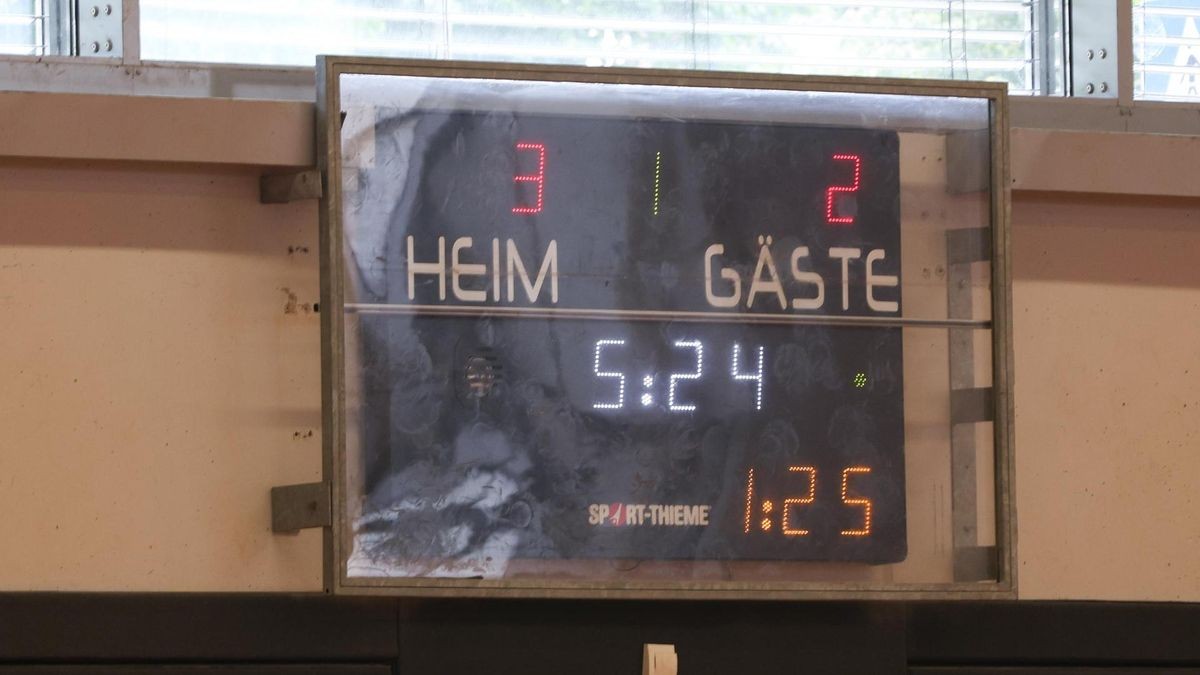 3 1 2
HEIM GÄSTE
5:24
SPORT-THIEME 1:25